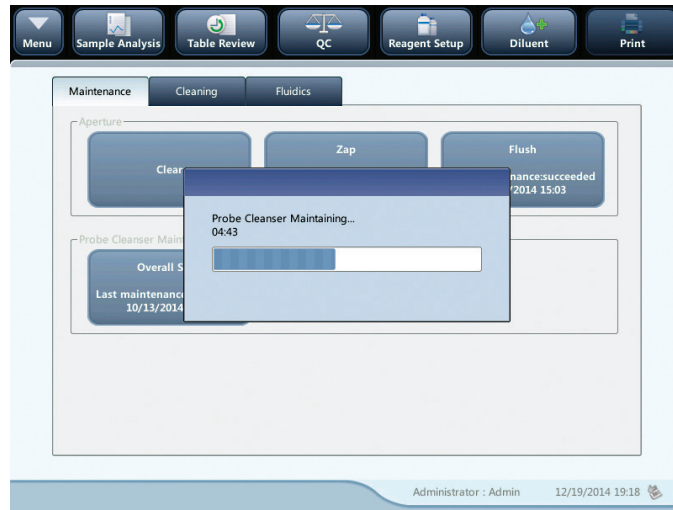 Menu
Sample Analysis
Table Review
QC
Reagent Setup
Diluent
Print
Maintenance
Cleaning
Fluidics
Aperture
Zap
Flush
Clear
nance:succeeded
/2014 15:03
Probe Cleanser Maintaining...
04:43
Probe Cleanser Maint
Overall S
Last maintenance
10/13/2014
Administrator : Admin 12/19/2014 19:18